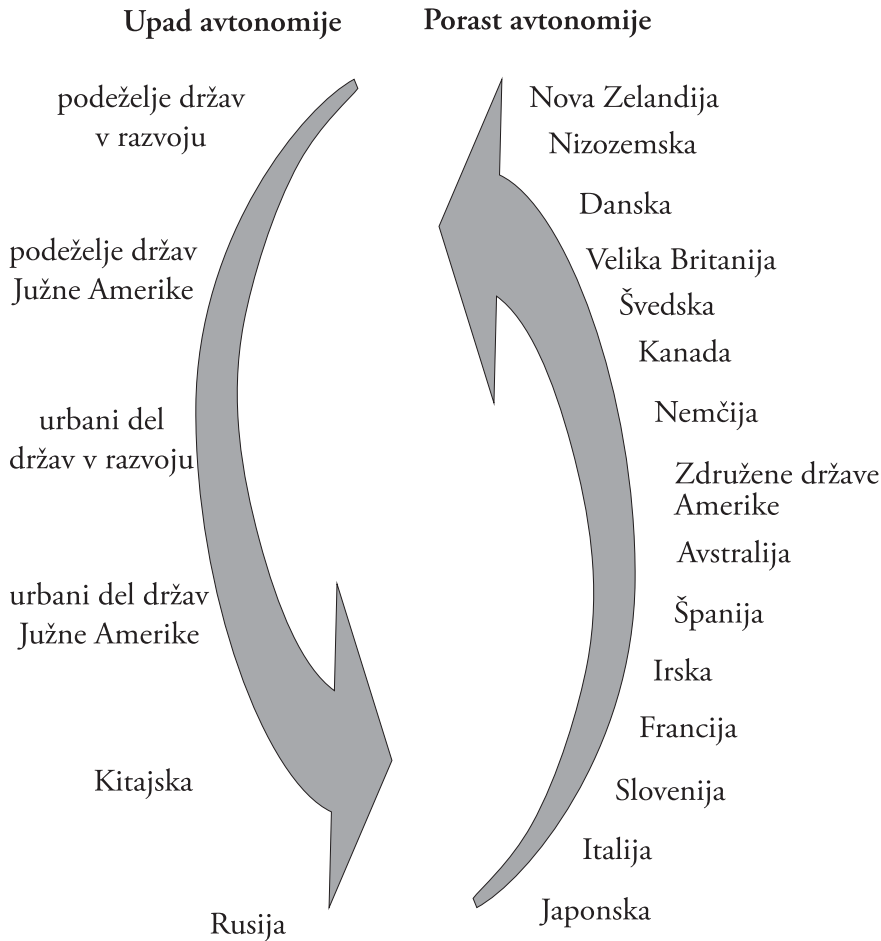 Upad avtonomije
podeželje držav
v razvoju
podeželje držav
Južne Amerike
urbani del
držav v razvoju
urbani del držav
Južne Amerike
Kitajska
Rusija
Porast avtonomije
Nova Zelandija
Nizozemska
Danska
Velika Britanija
Švedska
Kanada
Nemčija
Združene države
Amerike
Avstralija
Španija
Irska
Francija
Slovenija
Italija
Japonska